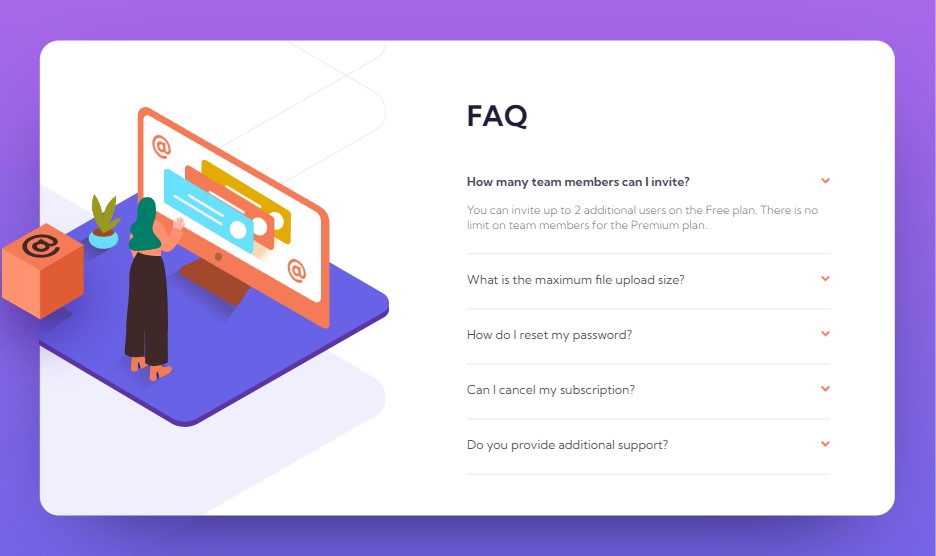 @
@
@
FAQ
How many team members can I invite?
You can invite up to 2 additional users on the Free plan. There is no
limit on team members for the Premium plan.
What is the maximum file upload size?
How do I reset my password?
Can I cancel my subscription?
Do you provide additional support?